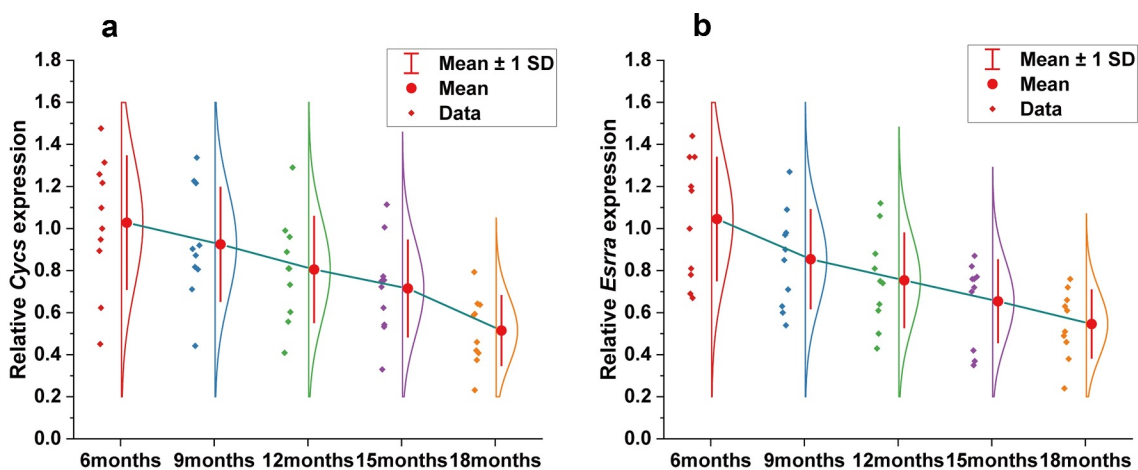 a
Mean ± 1 SD
Mean
Data
Relative Cycs expression
1.8
1.6
1.4
1.2
1.0
0.8
0.6
0.4
0.2
0.0
6months 9months 12months 15months 18months
b
Mean ± 1 SD
Mean
Data
Relative Esrra expression
1.8
1.6
1.4
1.2
1.0
0.8
0.6
0.4
0.2
0.0
6months 9months 12months 15months 18months